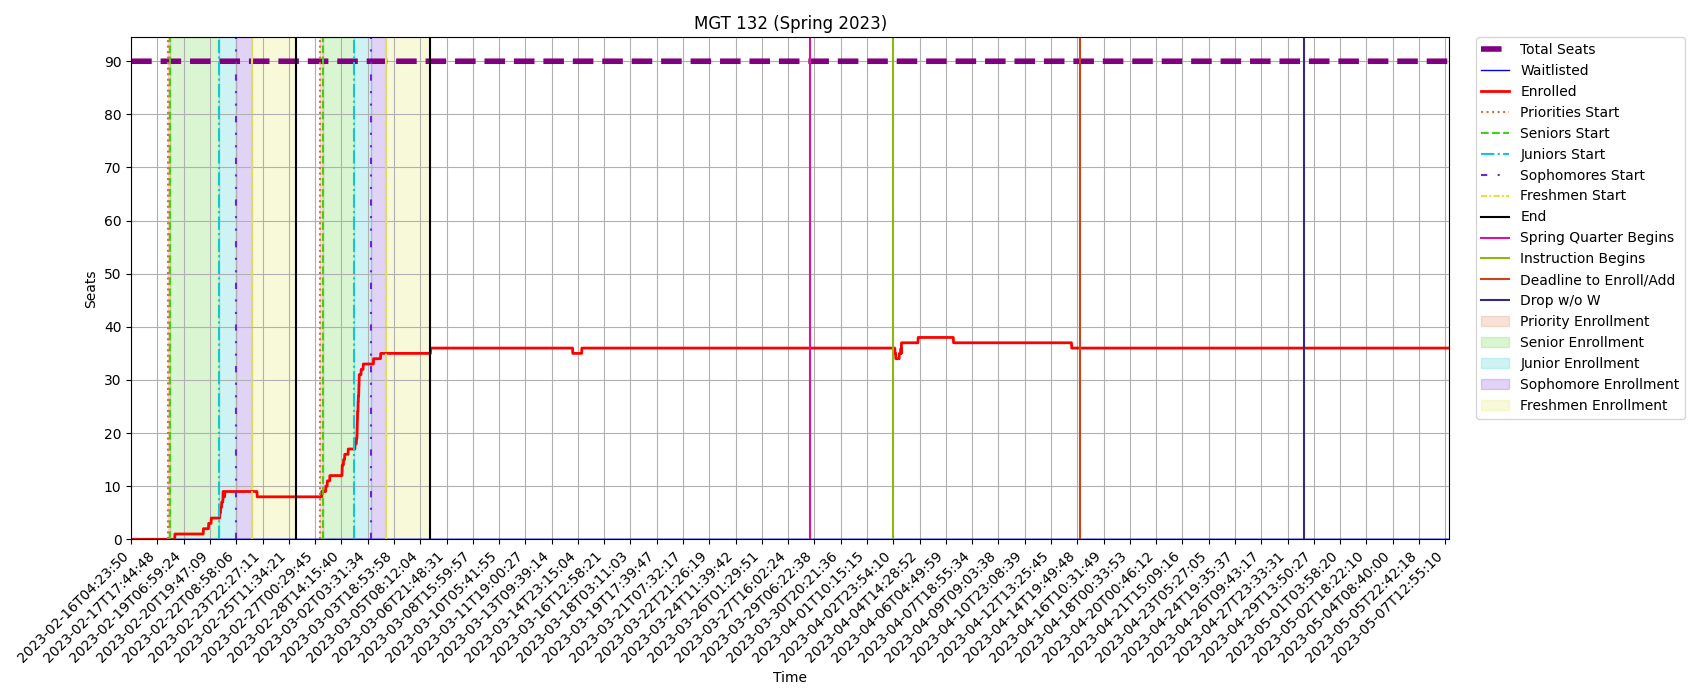 MGT 132 (Spring 2023)
Seats
90
80
70
60
50
40
30
20
10
0
2023-02-16T04:23:50
2023-02-17T17:44:48
2023-02-19T06:59:24
2023-02-20T19:47:09
2023-02-22T08:58:06
2023-02-23T22:27:11
2023-02-25T11:34:21
2023-02-27T00:29:45
2023-02-28T14:15:40
2023-03-02T03:31:34
2023-03-03T18:53:58
2023-03-05T08:12:04
2023-03-06T21:48:31
2023-03-08T15:59:57
2023-03-10T05:41:55
2023-03-11T19:00:27
2023-03-13T09:39:14
2023-03-14T23:15:04
2023-03-16T12:58:21
2023-03-18T03:11:03
2023-03-19T17:39:47
2023-03-21T07:32:17
2023-03-22T21:26:19
2023-03-24T11:39:42
2023-03-26T01:29:51
2023-03-27T16:02:24
2023-03-29T06:22:38
2023-03-30T20:21:36
2023-04-01T10:15:15
2023-04-02T23:54:10
2023-04-04T14:28:52
2023-04-06T04:49:59
2023-04-07T18:55:34
2023-04-09T09:03:38
2023-04-10T23:08:39
2023-04-12T13:25:45
2023-04-14T19:49:48
2023-04-16T10:31:49
2023-04-18T00:33:53
2023-04-20T00:46:12
2023-04-21T15:09:16
2023-04-23T05:27:05
2023-04-24T19:35:37
2023-04-26T09:43:17
2023-04-27T23:33:31
2023-04-29T13:50:27
2023-05-01T03:58:20
2023-05-02T18:22:10
2023-05-04T08:40:00
2023-05-05T22:42:18
2023-05-07T12:55:10
Time
Total Seats
Waitlisted
Enrolled
Priorities Start
Seniors Start
Juniors Start
Sophomores Start
Freshmen Start
End
Spring Quarter Begins
Instruction Begins
Deadline to Enroll/Add
Drop w/o W
Priority Enrollment
Senior Enrollment
Junior Enrollment
Sophomore Enrollment
Freshmen Enrollment